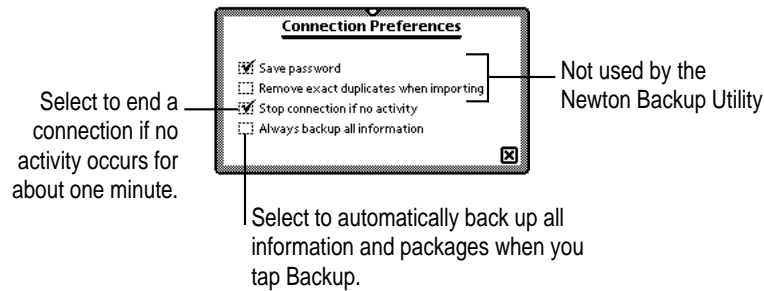 Connection Preferences
Save password
Remove exact duplicates when importing
Stop connection if no activity
Always backup all information
Not used by the
Newton Backup Utility
Select to end a
connection if no
activity occurs for
about one minute.
Select to automatically back up all
information and packages when you
tap Backup.